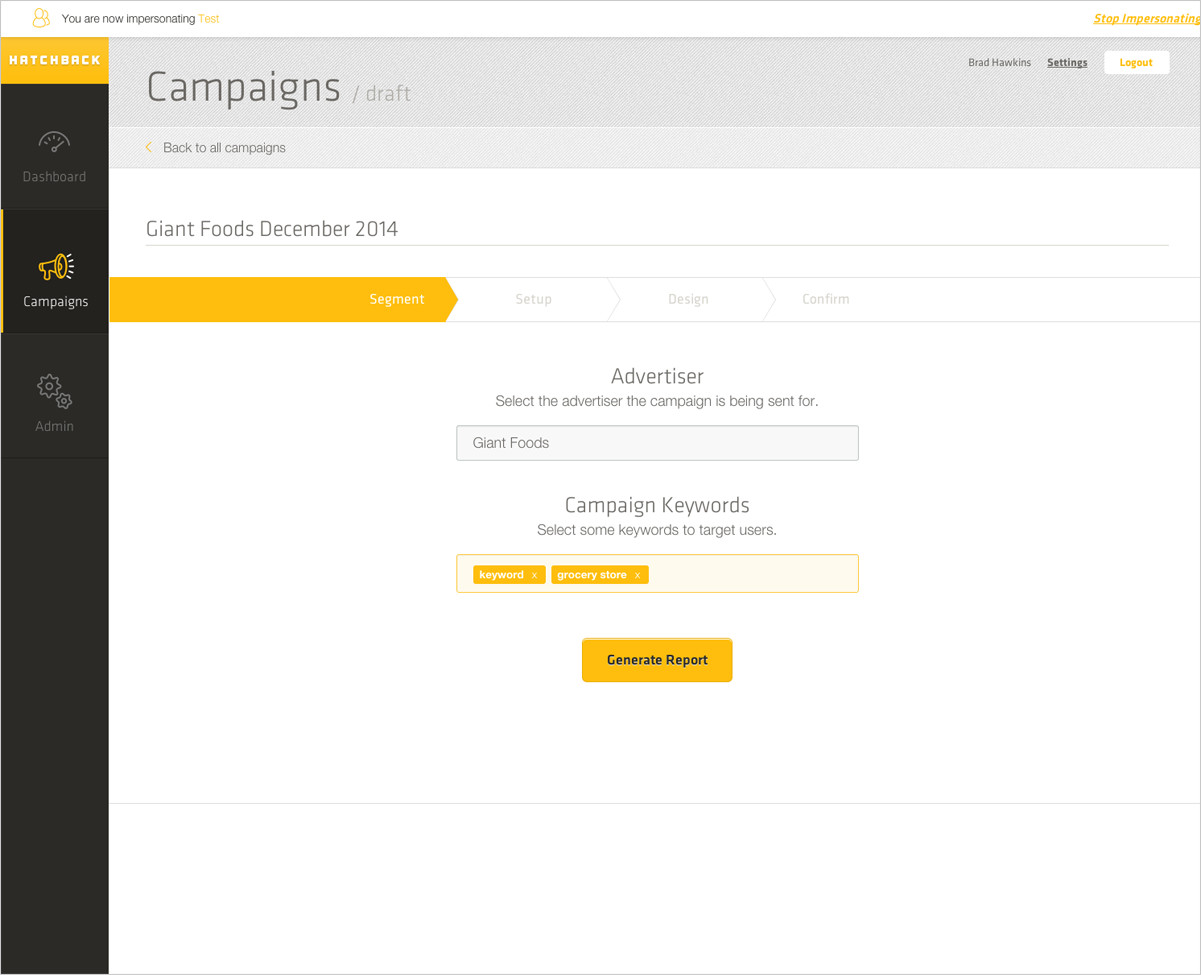 You are now impersonating Test
Stop Impersonating
HATCHBACK
Campaigns / draft
Brad Hawkins Settings Logout
Back to all campaigns
Dashboard
Campaigns
Admin
Giant Foods December 2014
Segment Setup Design Confirm
Advertiser
Select the advertiser the campaign is being sent for.
Giant Foods
Campaign Keywords
Select some keywords to target users.
keyword x grocery store x
Generate Report